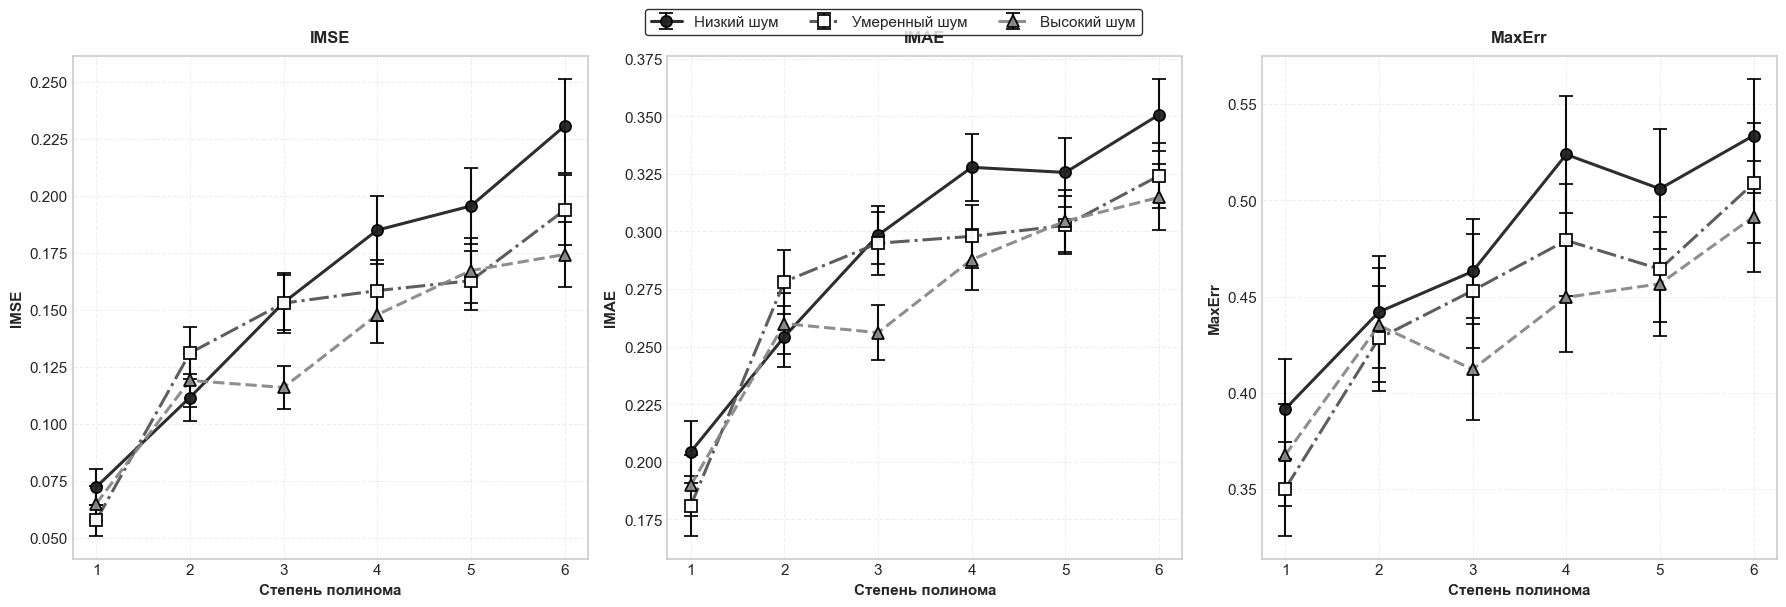 Низкий шум
Умеренный шум
Высокий шум
IMSE
0.250
0.225
0.200
0.175
0.150
0.125
0.100
0.075
0.050
IMSE
1 2 3 4 5 6
Степень полинома
IMAE
0.375
0.350
0.325
0.300
0.275
0.250
0.225
0.200
0.175
IMAE
1 2 3 4 5 6
Степень полинома
MaxErr
0.55
0.50
0.45
0.40
0.35
MaxErr
1 2 3 4 5 6
Степень полинома